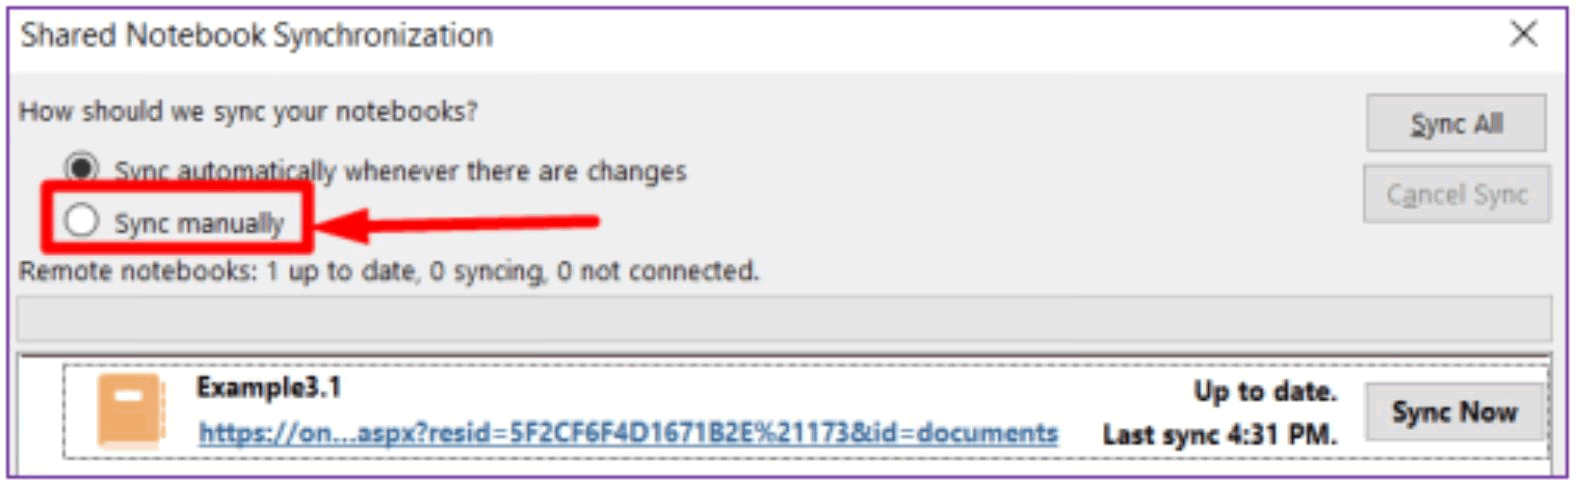 Shared Notebook Synchronization
How should we sync your notebooks?
Sync All
Sync automatically whenever there are changes
Cancel Sync
Sync manually
Remote notebooks: 1 up to date, 0 syncing, 0 not connected.
Example3.1
Up to date.
Sync Now
https://on...aspx?resid=5F2CF6F4D1671B2E%21173&id=documents
Last sync 4:31 PM.